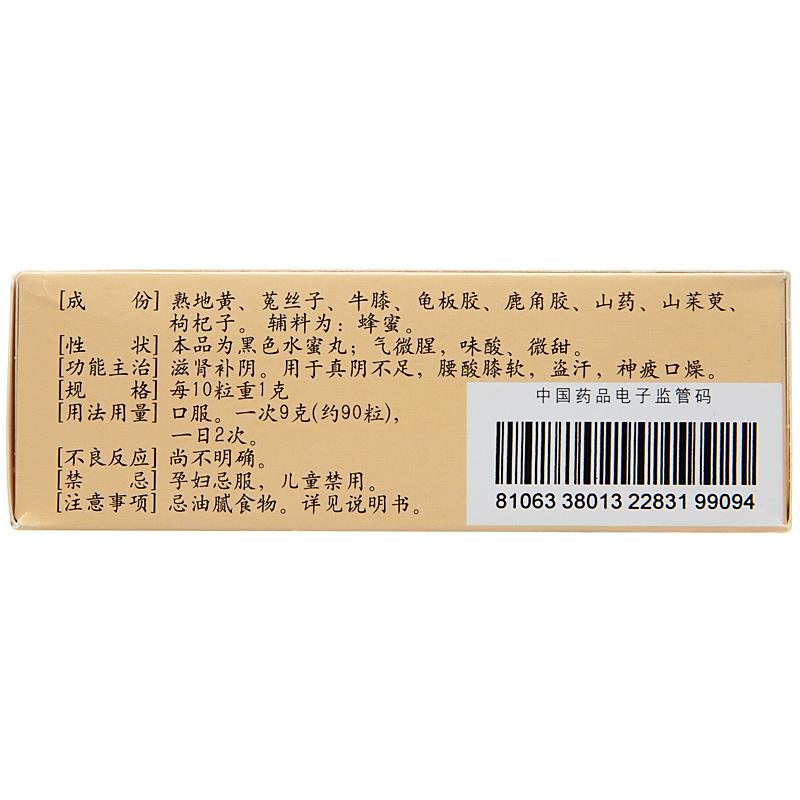 [成　份] 熟地黄、菟丝子、牛膝、龟板胶、鹿角胶、山药、山茱萸、
枸杞子。 辅料为：蜂蜜。
[性　状] 本品为黑色水蜜丸；气微腥，味酸、微甜。
[功能主治] 滋肾补阴。用于真阴不足，腰酸膝软，盗汗，神疲口燥。
[规　格] 每10粒重1克
[用法用量] 口服。一次9克(约90粒)，
一日2次。
[不良反应] 尚不明确。
[禁　忌] 孕妇忌服，儿童禁用。
[注意事项] 忌油腻食物。详见说明书。
中国药品电子监管码
81063 38013 22831 99094